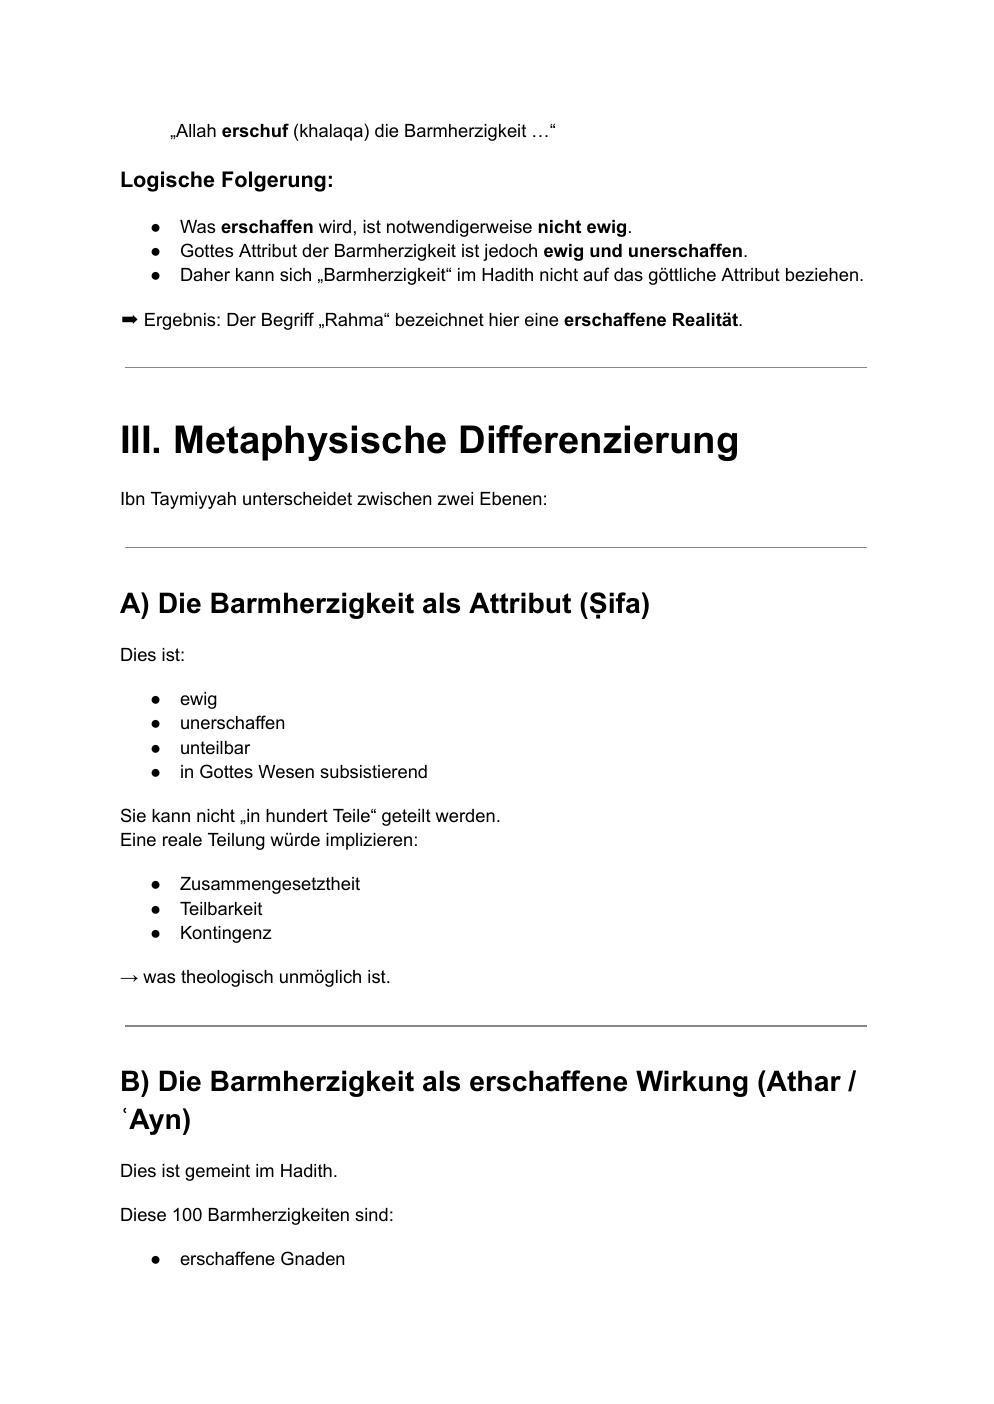 „Allah erschuf (khalaqa) die Barmherzigkeit …“
Logische Folgerung:
● Was erschaffen wird, ist notwendigerweise nicht ewig.
● Gottes Attribut der Barmherzigkeit ist jedoch ewig und unerschaffen.
● Daher kann sich „Barmherzigkeit“ im Hadith nicht auf das göttliche Attribut beziehen.
➡ Ergebnis: Der Begriff „Rahma“ bezeichnet hier eine erschaffene Realität.
III. Metaphysische Differenzierung
Ibn Taymiyyah unterscheidet zwischen zwei Ebenen:
A) Die Barmherzigkeit als Attribut (Ṣifa)
Dies ist:
● ewig
● unerschaffen
● unteilbar
● in Gottes Wesen subsistierend
Sie kann nicht „in hundert Teile“ geteilt werden.
Eine reale Teilung würde implizieren:
● Zusammengesetztheit
● Teilbarkeit
● Kontingenz
→ was theologisch unmöglich ist.
B) Die Barmherzigkeit als erschaffene Wirkung (Athar /
ʿAyn)
Dies ist gemeint im Hadith.
Diese 100 Barmherzigkeiten sind:
● erschaffene Gnaden